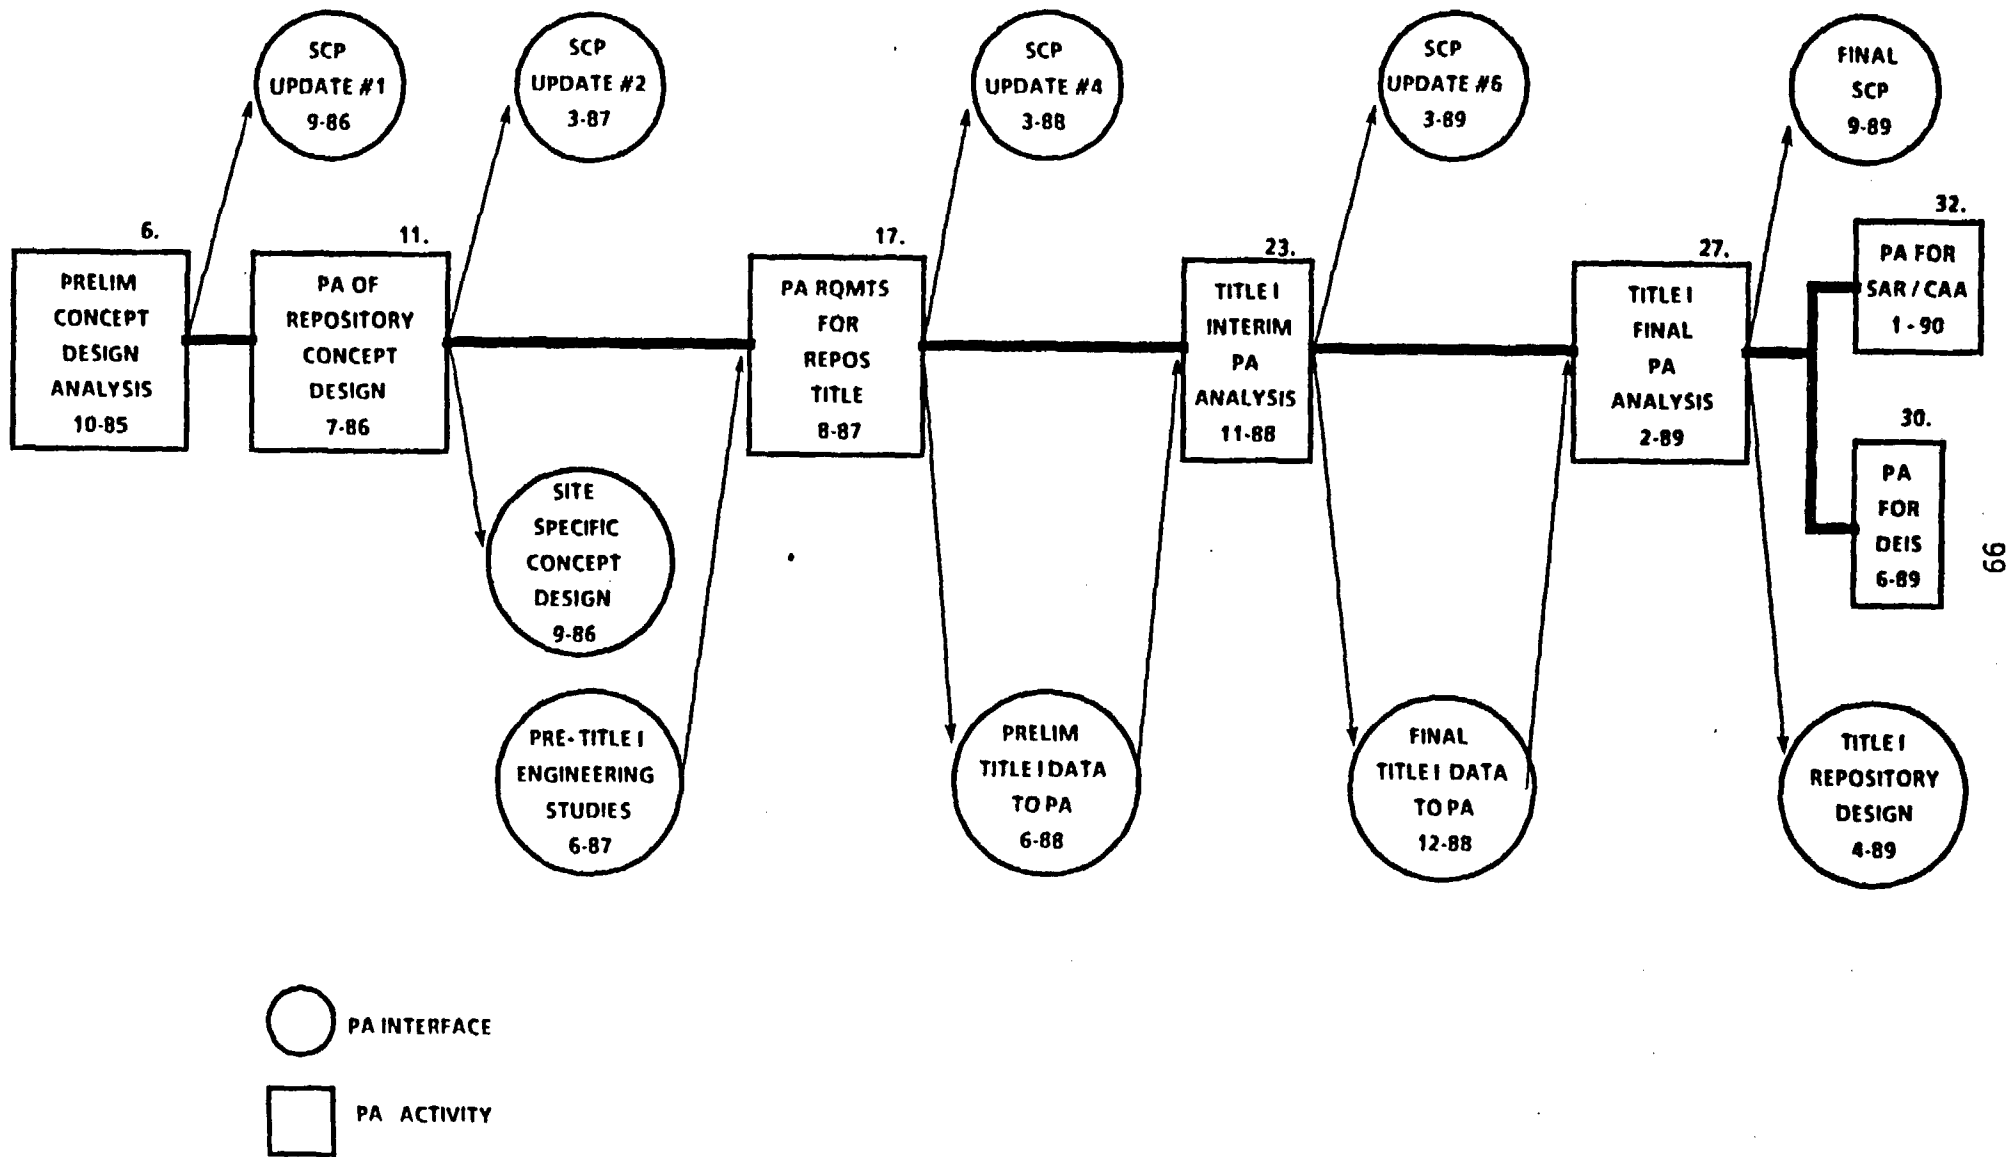 SCP
UPDATE #1
9-86
SCP
UPDATE #2
3-87
SCP
UPDATE #4
3-88
SCP
UPDATE #6
3-89
FINAL
SCP
9-89
6.
PRELIM
CONCEPT
DESIGN
ANALYSIS
10-85
11.
PA OF
REPOSITORY
CONCEPT
DESIGN
7-86
17.
PA RQMTS
FOR
REPOS
TITLE
8-87
23.
TITLE I
INTERIM
PA
ANALYSIS
11-88
27.
TITLE I
FINAL
PA
ANALYSIS
2-89
32.
PA FOR
SAR / CAA
1 - 90
30.
PA
FOR
DEIS
6-89
SITE
SPECIFIC
CONCEPT
DESIGN
9-86
PRE-TITLE I
ENGINEERING
STUDIES
6-87
PRELIM
TITLE I DATA
TO PA
6-88
FINAL
TITLE I DATA
TO PA
12-88
TITLE I
REPOSITORY
DESIGN
4-89
99
PA INTERFACE
PA ACTIVITY